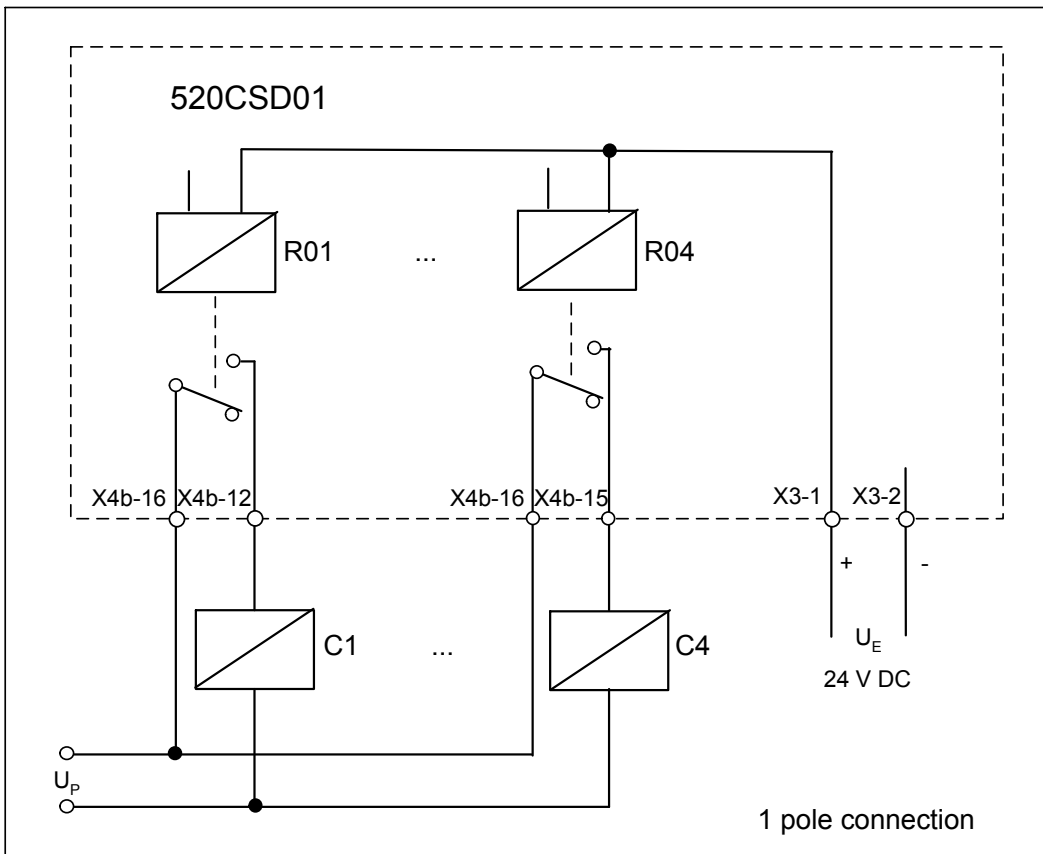 520CSD01
R01
...
R04
X4b-16 X4b-12
X4b-16 X4b-15
X3-1
X3-2
+
-
C1
...
C4
U_E
24 V DC
U_P
1 pole connection